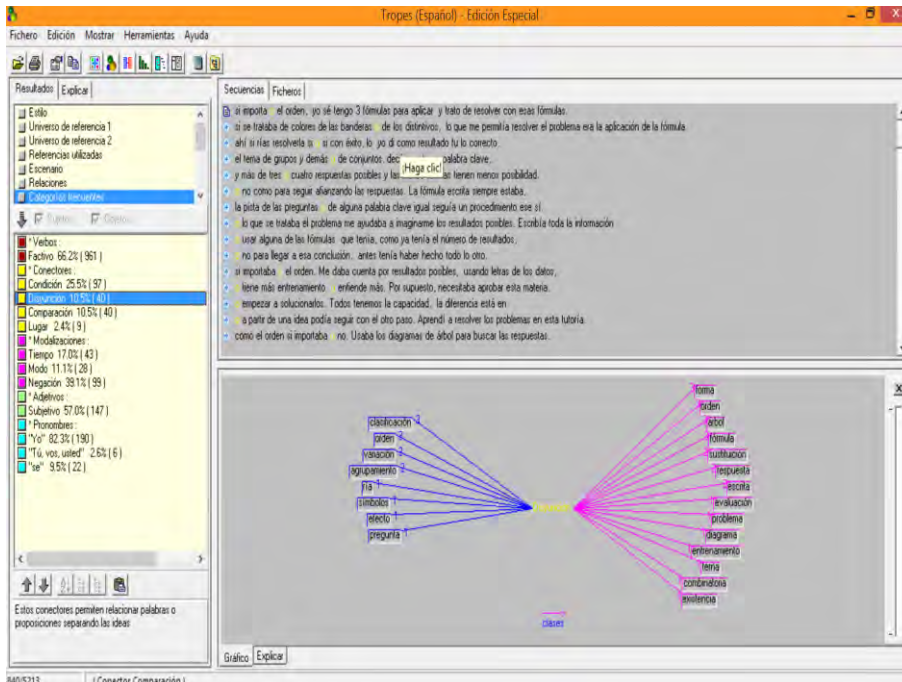 Tropes (Español) - Edición Especial
Fichero Edición Mostrar Herramientas Ayuda
Resultados Explicar
Estilo
Universo de referencia 1
Universo de referencia 2
Referencias utilizadas
Escenario
Relaciones
Categorías frecuentes
* Verbos :
Factivo 66.2% ( 961 )
* Conectores :
Condición 25.5% ( 97 )
Disyunción 10.5% ( 40 )
Comparación 10.5% ( 40 )
Lugar 2.4% ( 9 )
* Modalizaciones :
Tiempo 17.0% ( 43 )
Modo 11.1% ( 28 )
Negación 39.1% ( 99 )
* Adjetivos :
Subjetivo 57.0% ( 147 )
* Pronombres :
"Yo" 82.3% ( 190 )
"Tú, vos, usted" 2.6% ( 6 )
"se" 9.5% ( 22 )
Estos conectores permiten relacionar palabras o
proposiciones separando las ideas
Secuencias Ficheros
si importa el orden, yo sé tengo 3 fórmulas para aplicar y trato de resolver con esas fórmulas.
si se trataba de colores de las banderas de los distintivos, lo que me permitía resolver el problema era la aplicación de la fórmula.
ahí si rías resolverla si si con éxito, lo yo di como resultado tu lo correcto.
el tema de grupos y demás de conjuntos, palabra clave,
¡Haga clic!
y más de tres cuatro respuestas posibles y las tienen menos posibilidad.
no como para seguir afianzando las respuestas. La fórmula escrita siempre estaba,
la pista de las preguntas de alguna palabra clave igual seguía un procedimiento ese sí.
lo que se trataba el problema me ayudaba a imaginame los resultados posibles. Escribía toda la información
usar alguna de las fórmulas que tenía, como ya tenía el número de resultados,
no para llegar a esa conclusión, antes tenía haber hecho todo lo otro.
si importaba el orden. Me daba cuenta por resultados posibles, usando letras de los datos,
tiene más entrenamiento entiende más. Por supuesto, necesitaba aprobar esta materia.
empezar a solucionarlos. Todos tenemos la capacidad, la diferencia está en
a partir de una idea podía seguir con el otro paso. Aprendí a resolver los problemas en esta tutoría.
como el orden si importaba no. Usaba los diagramas de árbol para buscar las respuestas.
clasificación 3
orden
variación 2
agrupamiento 2
ría 1
símbolos 1
efecto 1
pregunta 1
forma
orden
árbol
fórmula
sustitución
respuesta
escrita
evaluación
problema
diagrama
entrenamiento
tema
combinatoria
existencia
clases
Gráfico Explicar
840/5213 ( Conector Comparación )